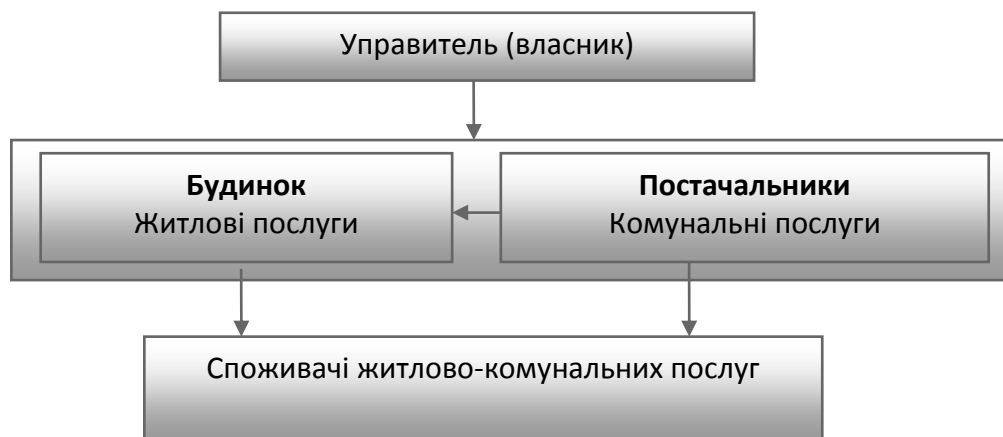 Управитель (власник)
Будинок
Житлові послуги
Постачальники
Комунальні послуги
Споживачі житлово-комунальних послуг